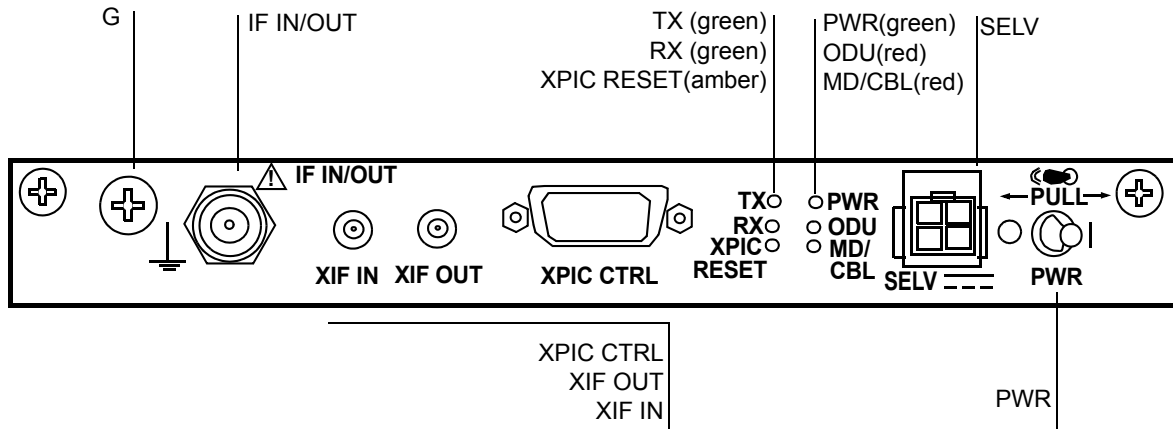 G
IF IN/OUT
TX (green)
RX (green)
XPIC RESET(amber)
PWR(green)
ODU(red)
MD/CBL(red)
SELV
IF IN/OUT
XIF IN
XIF OUT
XPIC CTRL
TX
RX
XPIC
RESET
PWR
ODU
MD/
CBL
SELV
PULL
PWR
XPIC CTRL
XIF OUT
XIF IN
PWR